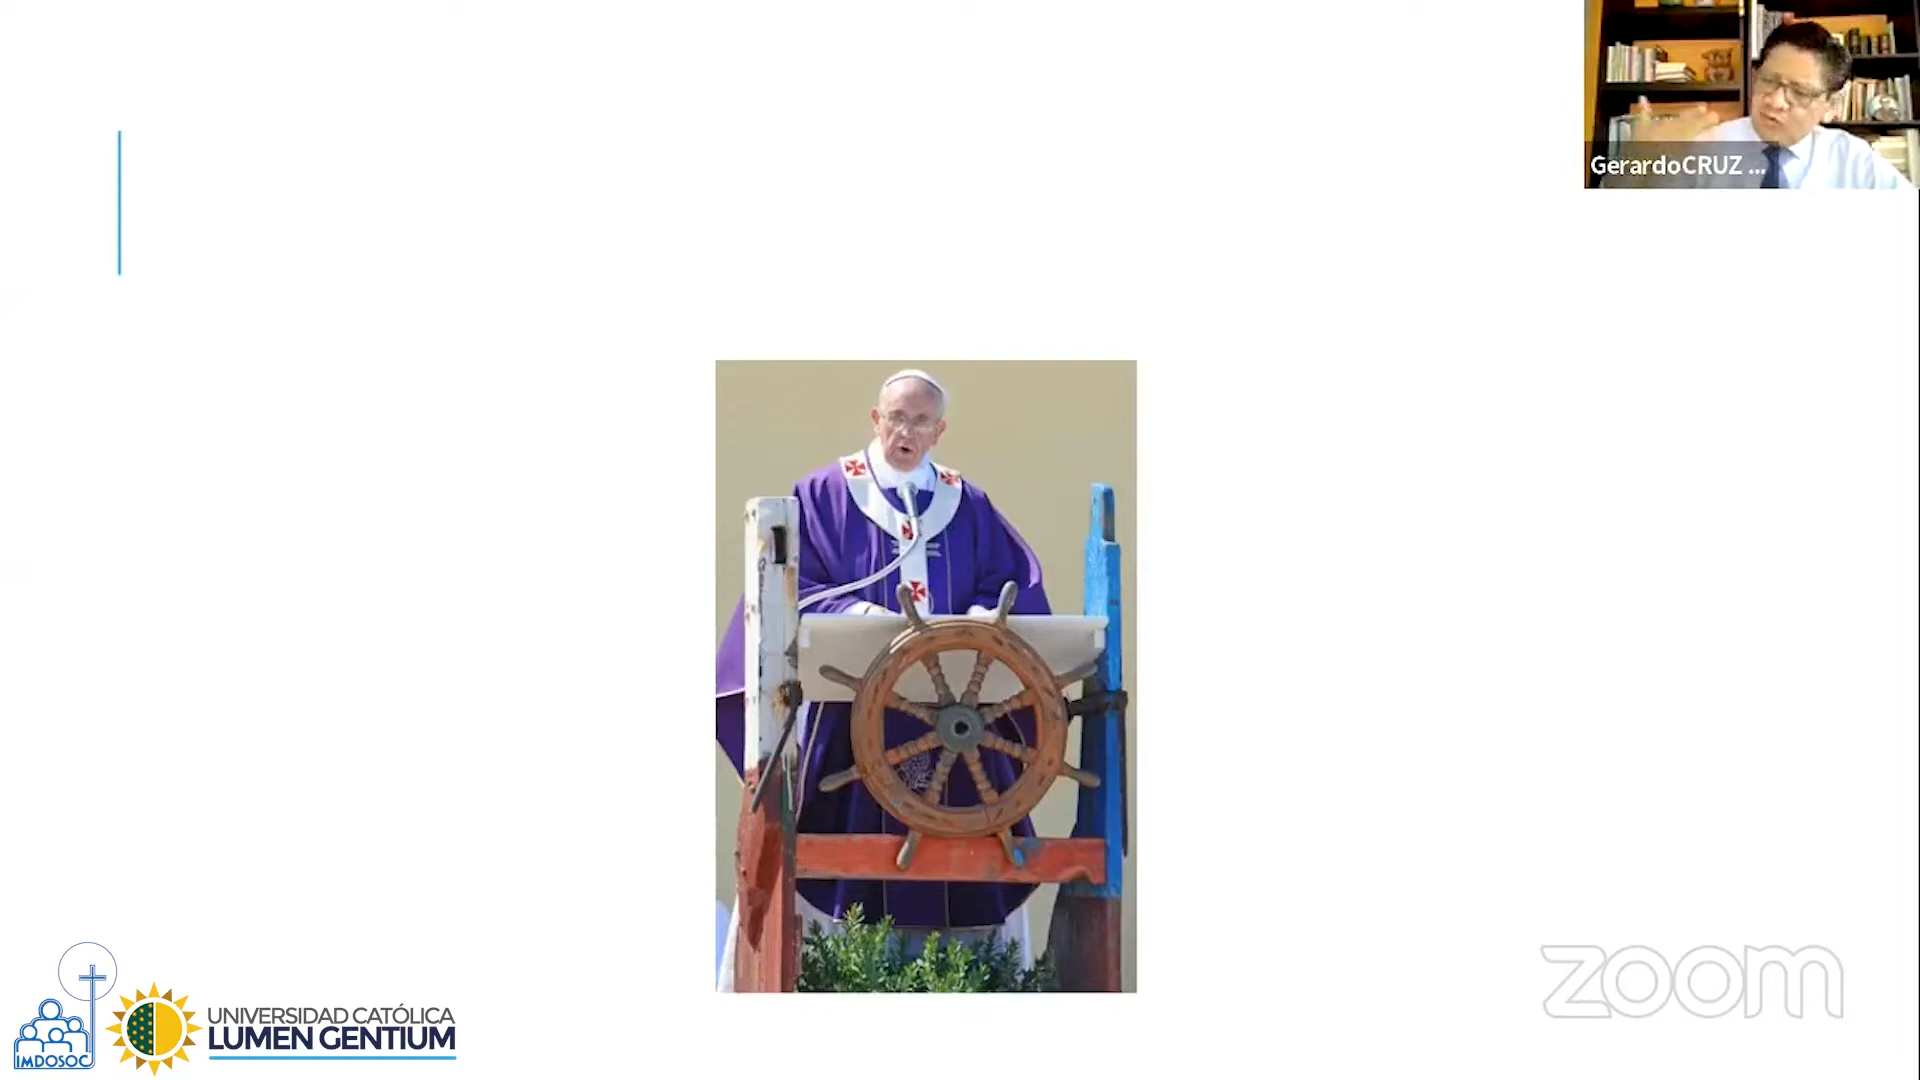 GerardoCRUZ ...
IMDOSOC
UNIVERSIDAD CATÓLICA
LUMEN GENTIUM
zoom